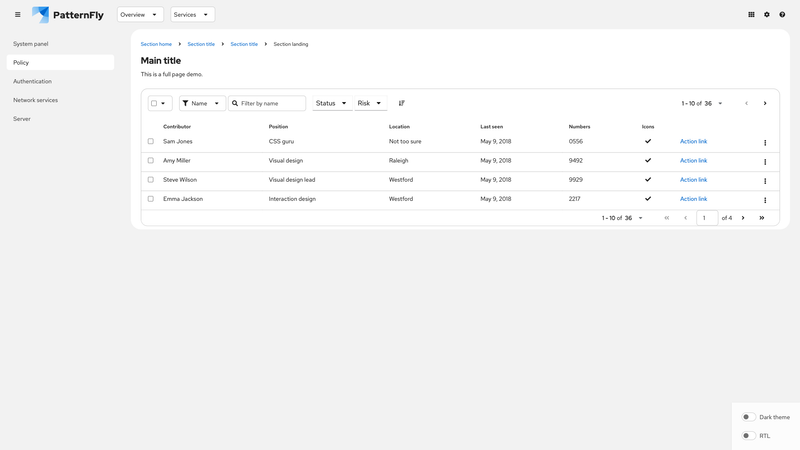 PatternFly Overview Services
System panel
Policy
Authentication
Network services
Server
Section home Section title Section title Section landing
Main title
This is a full page demo.
Name Filter by name Status Risk 1 - 10 of 36
Contributor Position Location Last seen Numbers Icons
Sam Jones CSS guru Not too sure May 9, 2018 0556 Action link
Amy Miller Visual design Raleigh May 9, 2018 9492 Action link
Steve Wilson Visual design lead Westford May 9, 2018 9929 Action link
Emma Jackson Interaction design Westford May 9, 2018 2217 Action link
1 - 10 of 36 1 of 4
Dark theme
RTL